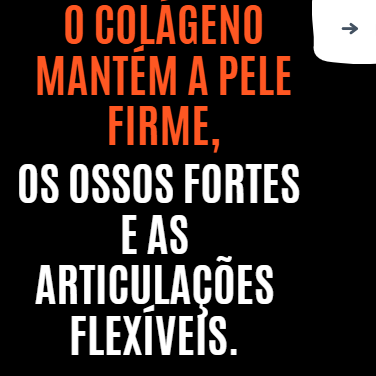 O COLÁGENO
MANTÉM A PELE
FIRME,
OS OSSOS FORTES
E AS
ARTICULAÇÕES
FLEXÍVEIS.